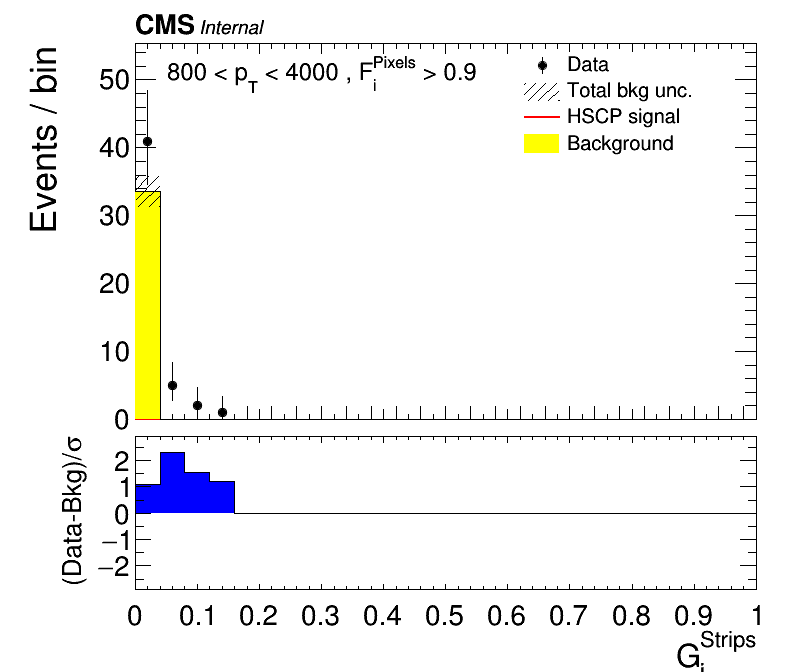 CMS Internal
Events / bin
800 < p_T < 4000 , F_i^Pixels > 0.9
Data
Total bkg unc.
HSCP signal
Background
50
40
30
20
10
0
(Data-Bkg)/σ
2
1
0
−1
−2
0 0.1 0.2 0.3 0.4 0.5 0.6 0.7 0.8 0.9 1
G_i^Strips